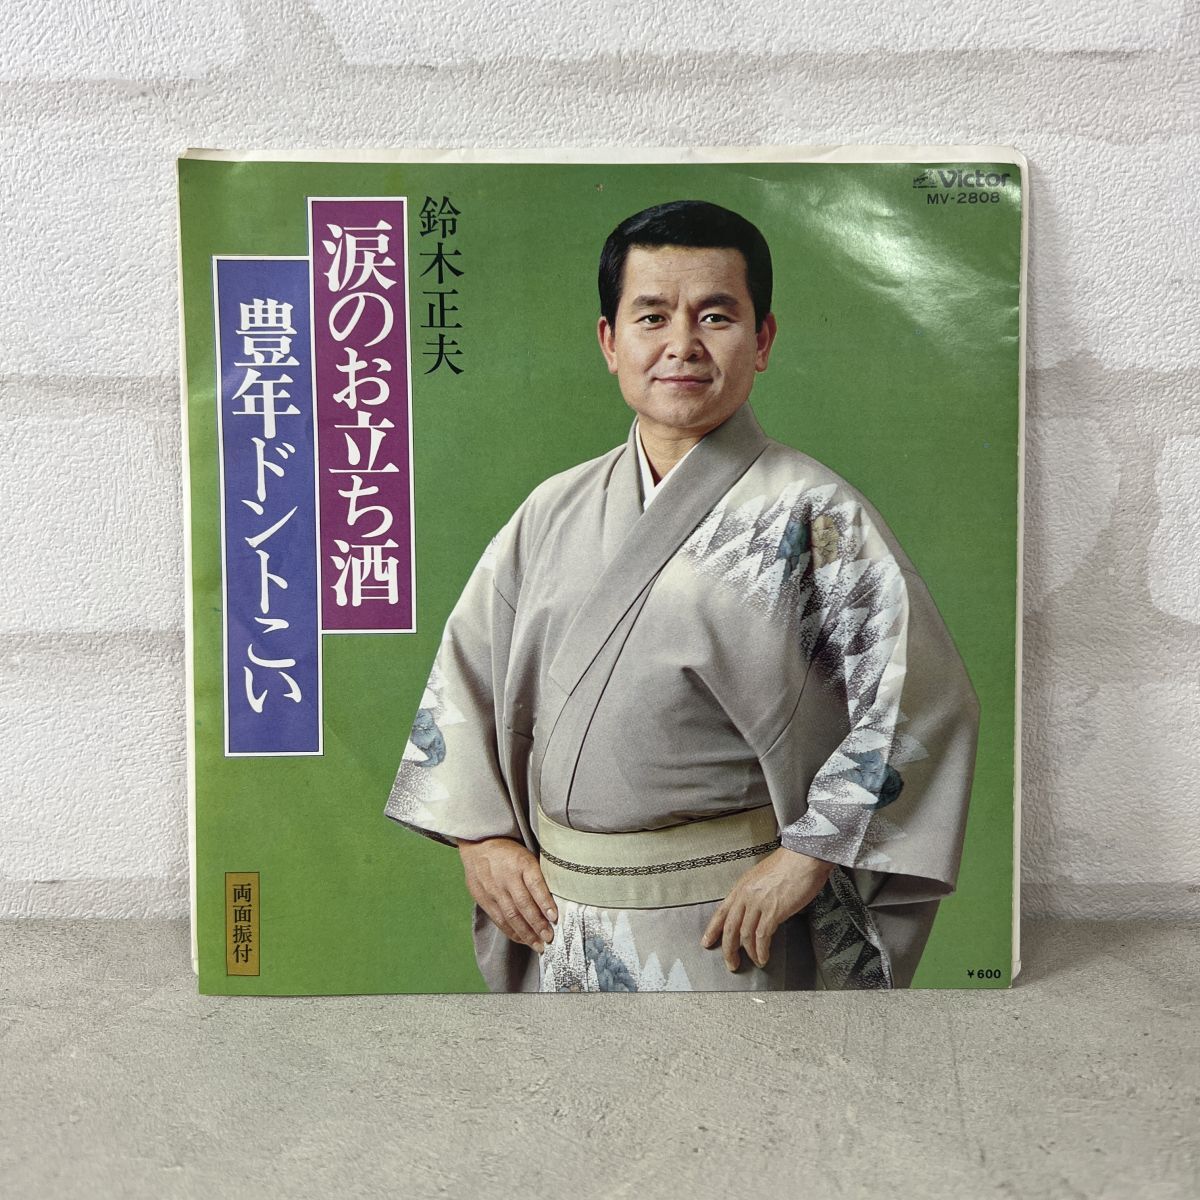 Victor
MV-2808
鈴木正夫
涙のお立ち酒
豊年ドントこい
両面振付
¥600